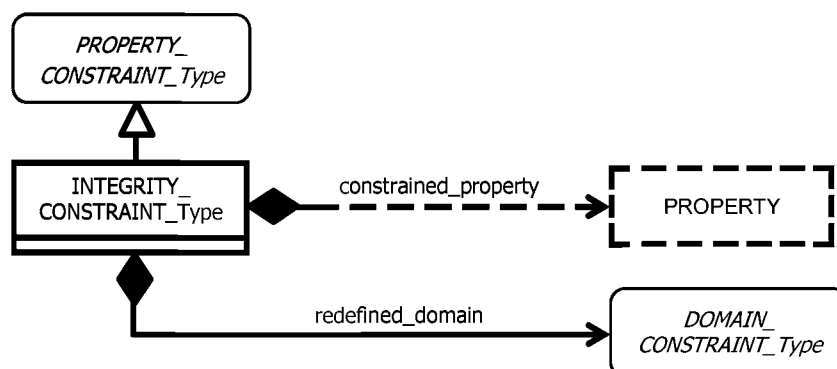 PROPERTY_
CONSTRAINT_Type
INTEGRITY_
CONSTRAINT_Type
constrained_property
PROPERTY
redefined_domain
DOMAIN_
CONSTRAINT_Type